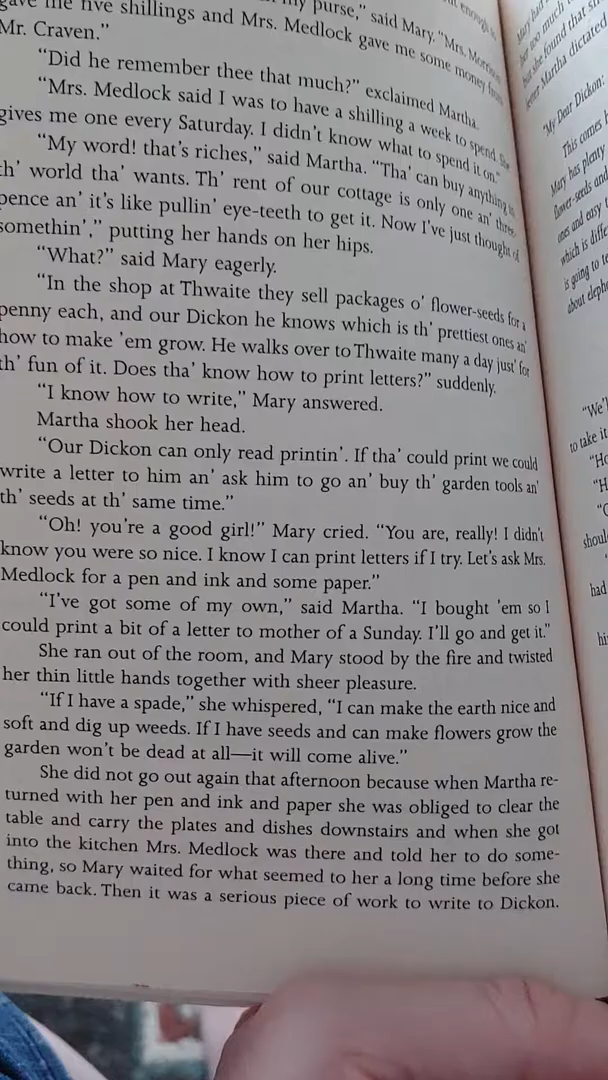 gave me five shillings and Mrs. Medlock gave me some money from
my purse," said Mary. "Mrs.
Mr. Craven."
"Did he remember thee that much?" exclaimed Martha.
"Mrs. Medlock said I was to have a shilling a week to spend. She
gives me one every Saturday. I didn't know what to spend it on."
"My word! that's riches," said Martha. "Tha' can buy anything in
th' world tha' wants. Th' rent of our cottage is only one an' three-
pence an' it's like pullin' eye-teeth to get it. Now I've just thought of
somethin'," putting her hands on her hips.
"What?" said Mary eagerly.
"In the shop at Thwaite they sell packages o' flower-seeds for a
penny each, and our Dickon he knows which is th' prettiest ones an'
how to make 'em grow. He walks over to Thwaite many a day just' for
th' fun of it. Does tha' know how to print letters?" suddenly.
"I know how to write," Mary answered.
Martha shook her head.
"Our Dickon can only read printin'. If tha' could print we could
write a letter to him an' ask him to go an' buy th' garden tools an'
th' seeds at th' same time."
"Oh! you're a good girl!" Mary cried. "You are, really! I didn't
know you were so nice. I know I can print letters if I try. Let's ask Mrs.
Medlock for a pen and ink and some paper."
"I've got some of my own," said Martha. "I bought 'em so I
could print a bit of a letter to mother of a Sunday. I'll go and get it."
She ran out of the room, and Mary stood by the fire and twisted
her thin little hands together with sheer pleasure.
"If I have a spade," she whispered, "I can make the earth nice and
soft and dig up weeds. If I have seeds and can make flowers grow the
garden won't be dead at all—it will come alive."
She did not go out again that afternoon because when Martha re-
turned with her pen and ink and paper she was obliged to clear the
table and carry the plates and dishes downstairs and when she got
into the kitchen Mrs. Medlock was there and told her to do some-
thing, so Mary waited for what seemed to her a long time before she
came back. Then it was a serious piece of work to write to Dickon.
Mary had
too much
found that
Martha dictated
"My Dear Dickon:
This comes
Mary has plenty
flower-seeds and
ones and easy
which is
is going to
about
"We'l
to take it
shoul
had